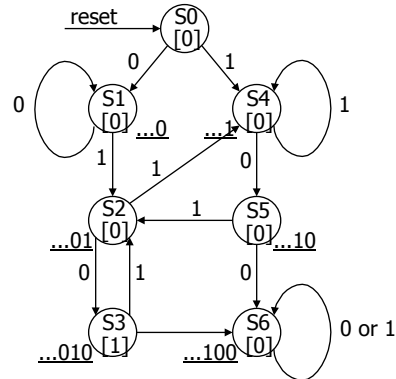 reset
S0
[0]
0
1
S1
[0]
...0
S4
[0]
...1
0
1
1
1
0
S2
[0]
...01
1
S5
[0]
...10
0
1
0
S3
[1]
...010
S6
[0]
...100
0 or 1